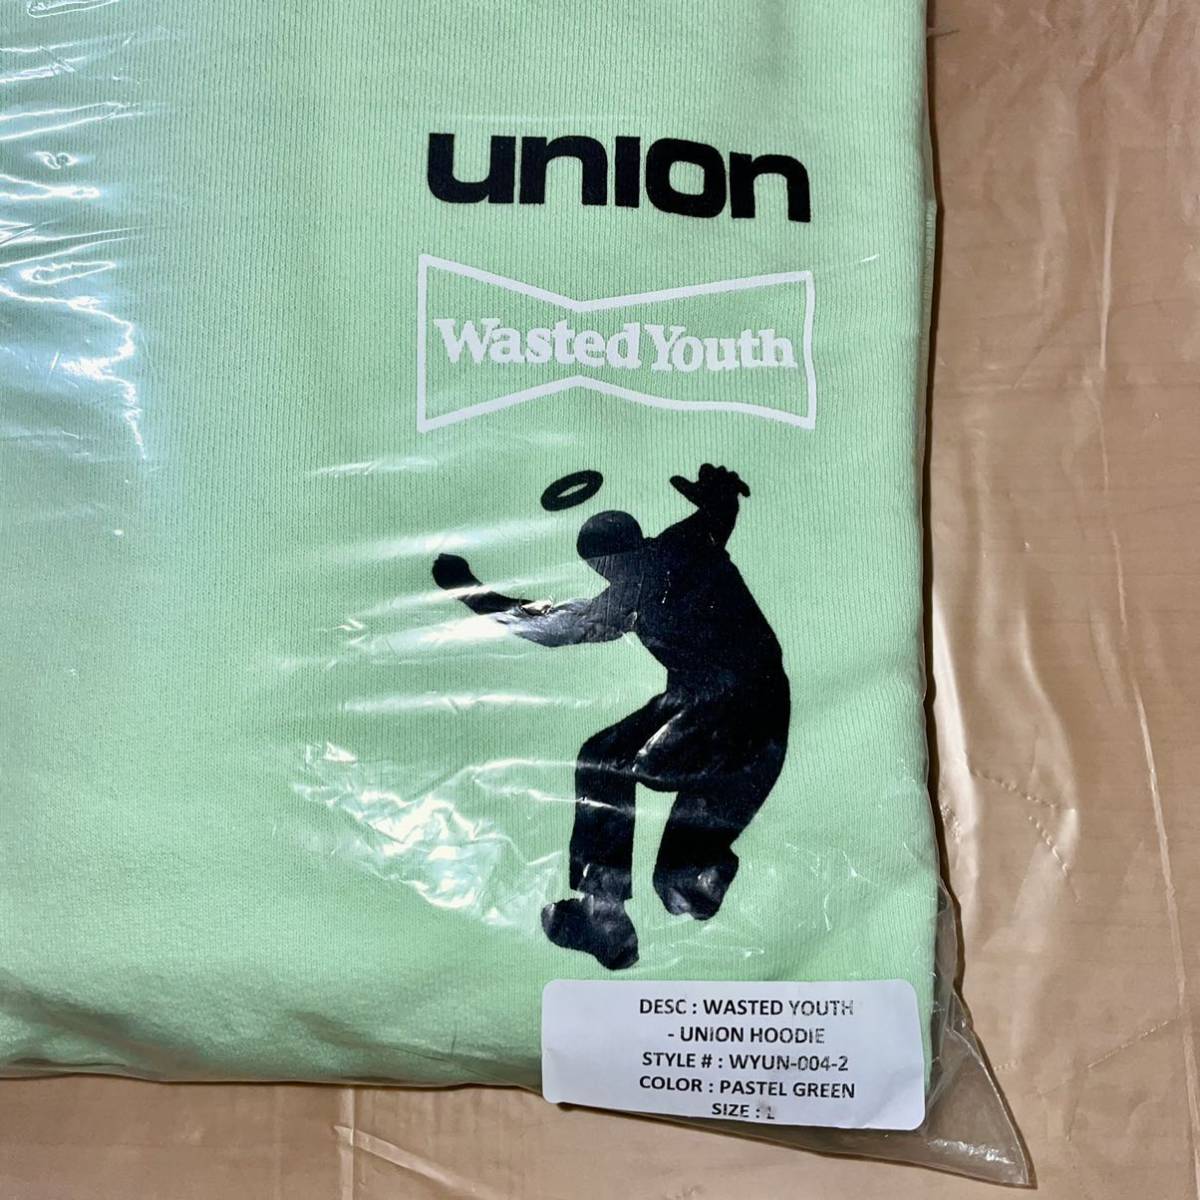 union
Wasted Youth
DESC : WASTED YOUTH
- UNION HOODIE
STYLE # : WYUN-004-2
COLOR : PASTEL GREEN
SIZE : L